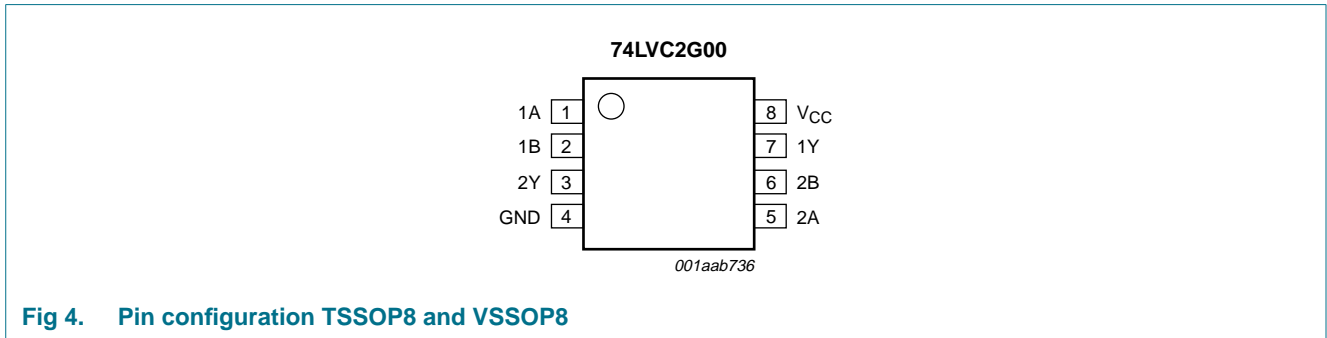 74LVC2G00
1A 1 8 VCC
1B 2 7 1Y
2Y 3 6 2B
GND 4 5 2A
001aab736
Fig 4. Pin configuration TSSOP8 and VSSOP8